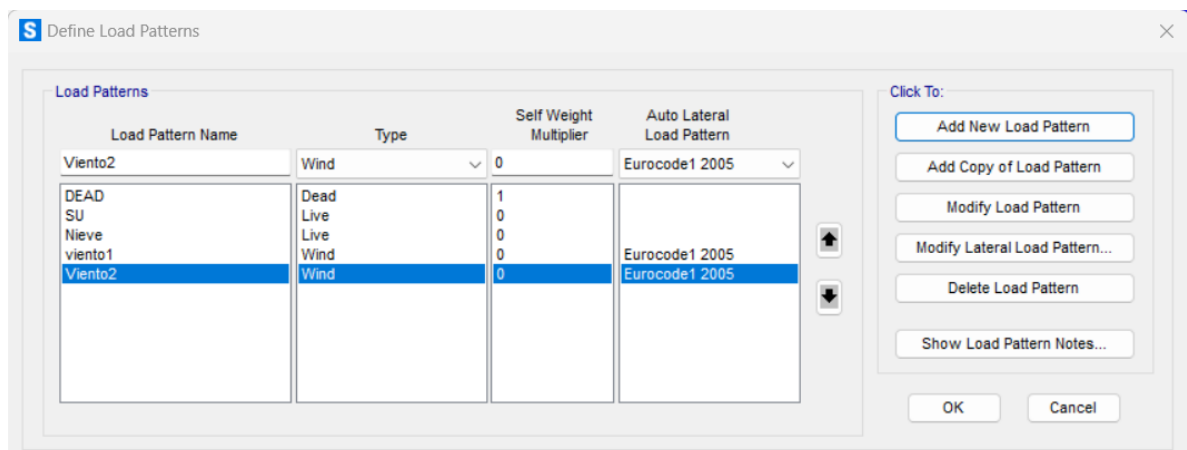 S Define Load Patterns
Load Patterns
Click To:
Load Pattern Name Type Self Weight Multiplier Auto Lateral Load Pattern
Viento2 Wind 0 Eurocode1 2005
DEAD Dead 1
SU Live 0
Nieve Live 0
viento1 Wind 0 Eurocode1 2005
Viento2 Wind 0 Eurocode1 2005
Add New Load Pattern
Add Copy of Load Pattern
Modify Load Pattern
Modify Lateral Load Pattern...
Delete Load Pattern
Show Load Pattern Notes...
OK Cancel